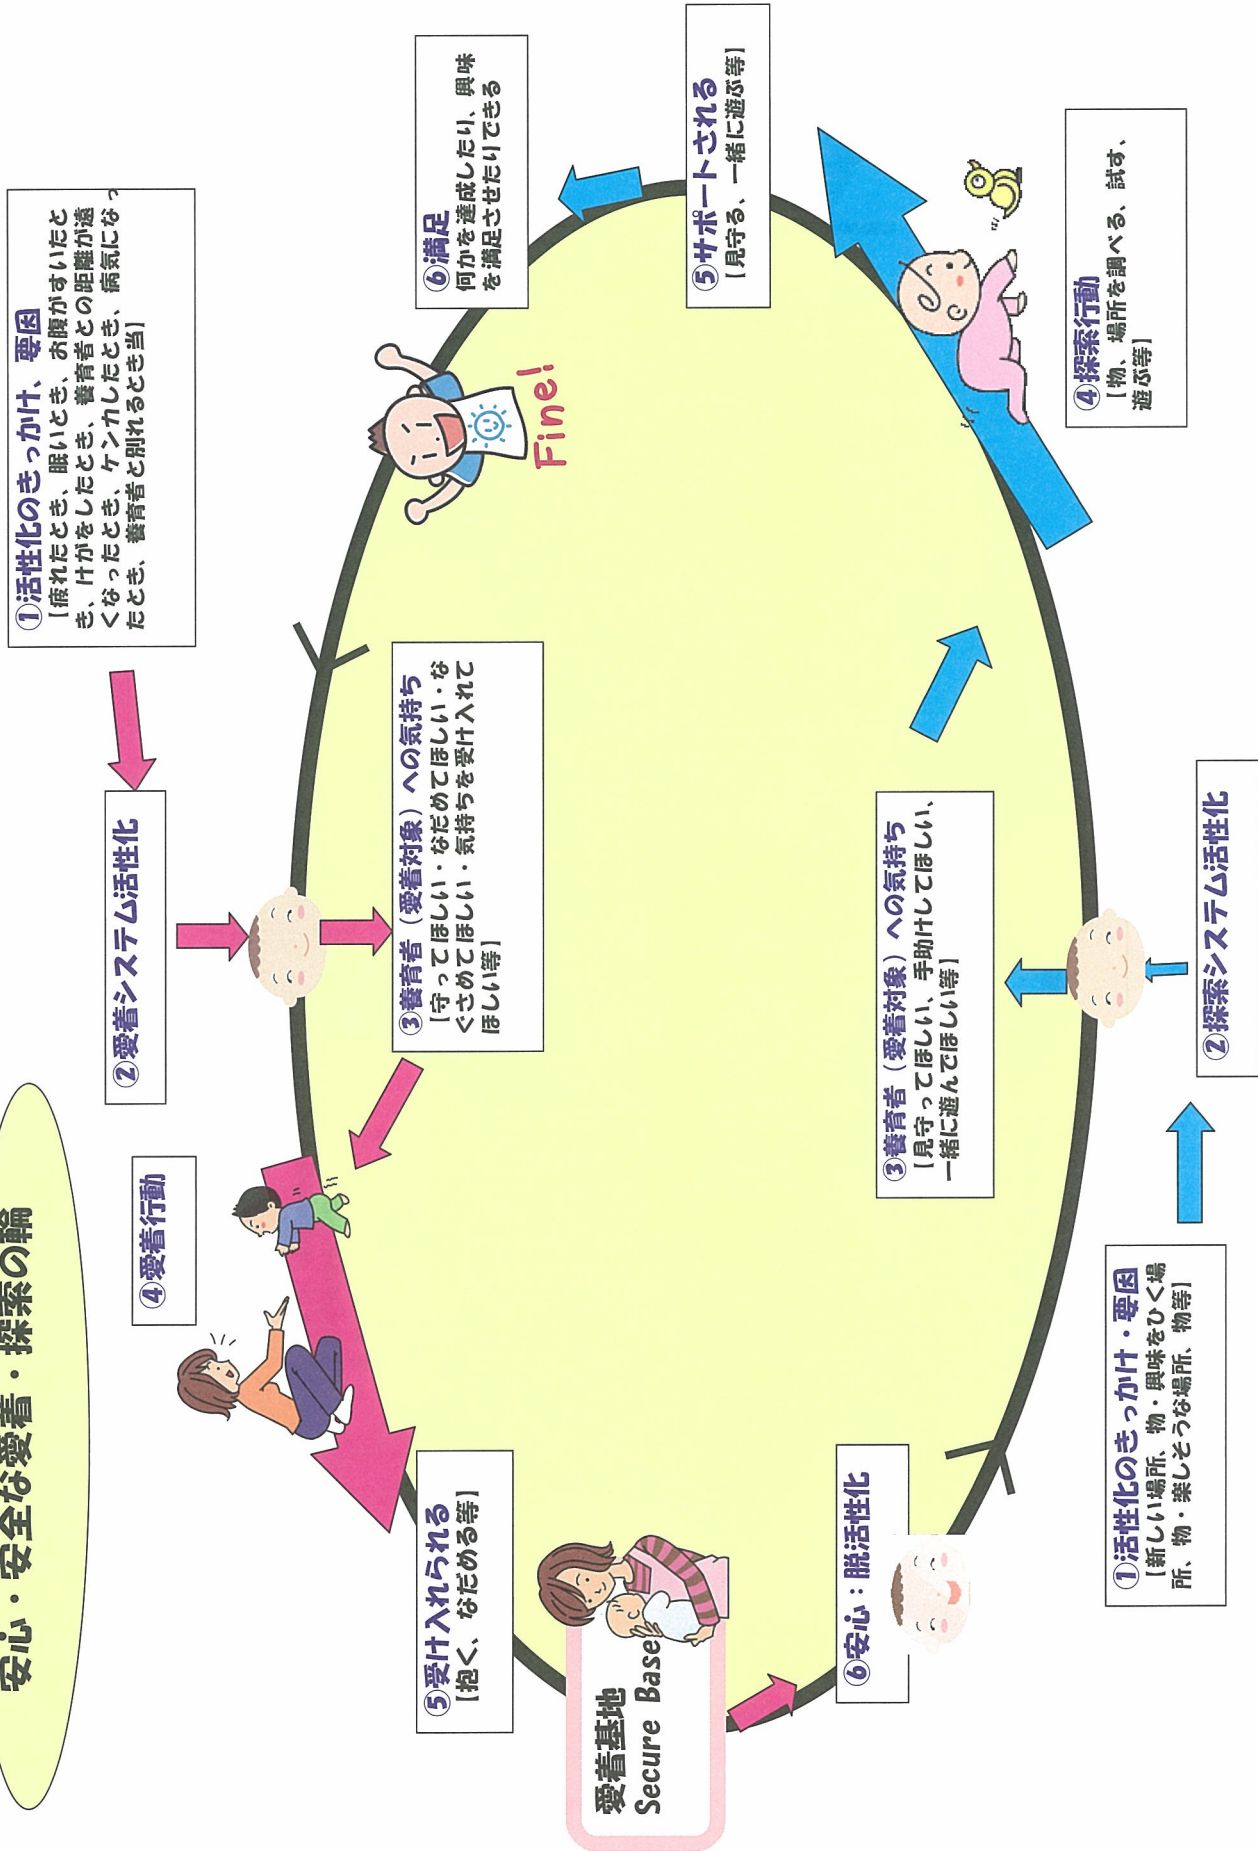 安心・安全な愛着・探索の輪
①活性化のきっかけ、要因
【疲れたとき、眠いとき、お腹がすいたと
き、けがをしたとき、養育者との距離が遠
くなったとき、ケンカしたとき、病気になっ
たとき、養育者と別れるとき当】
②愛着システム活性化
③養育者（愛着対象）への気持ち
【守ってほしい・なだめてほしい・な
ぐさめてほしい・気持ちを受け入れて
ほしい等】
④愛着行動
⑤受け入れられる
【抱く、なだめる等】
愛着基地
Secure Base
⑥安心：脱活性化
①活性化のきっかけ・要因
【新しい場所、物・興味をひく場
所、物・楽しそうな場所、物等】
②探索システム活性化
③養育者（愛着対象）への気持ち
【見守ってほしい、手助けしてほしい、
一緒に遊んでほしい等】
④探索行動
【物、場所を調べる、試す、
遊ぶ等】
⑤サポートされる
【見守る、一緒に遊ぶ等】
⑥満足
何かを達成したり、興味
を満足させたりできる
Fine!